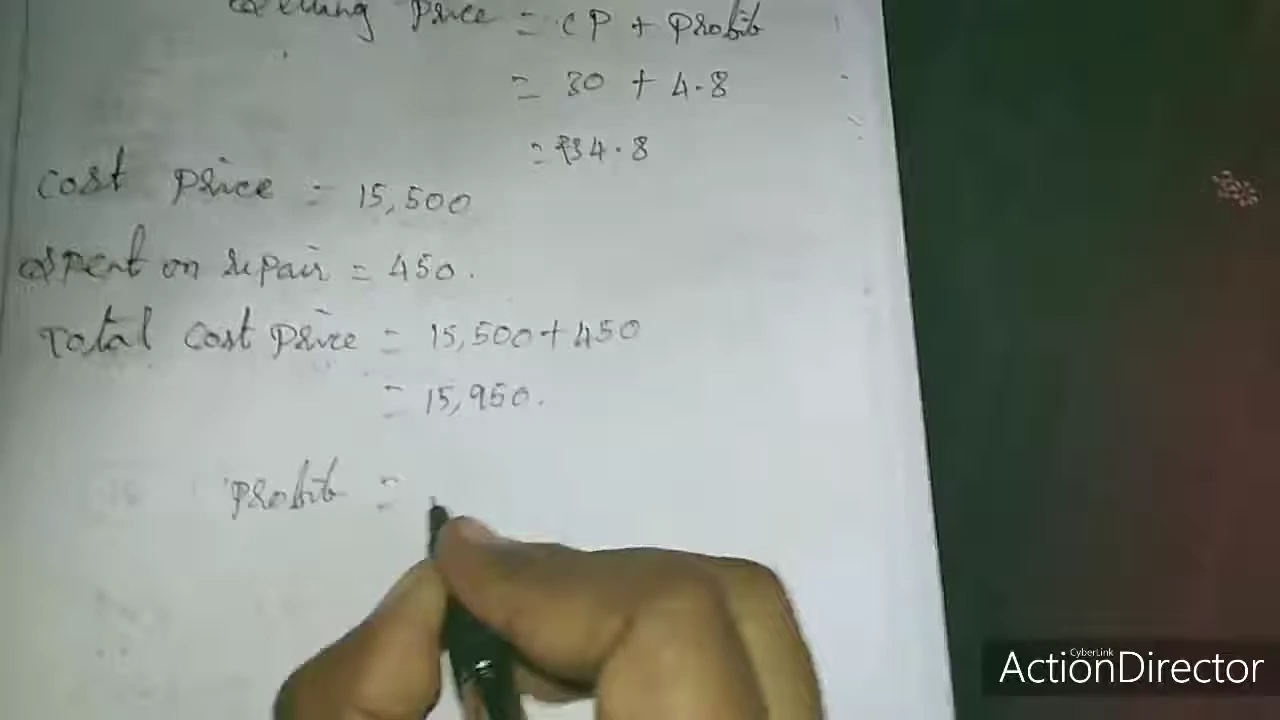 Selling Price = CP + Profit
= 30 + 4.8
= ₹34.8
Cost Price = 15,500
Spent on repair = 450.
Total Cost Price = 15,500+450
= 15,950.
Profit =
CyberLink
ActionDirector